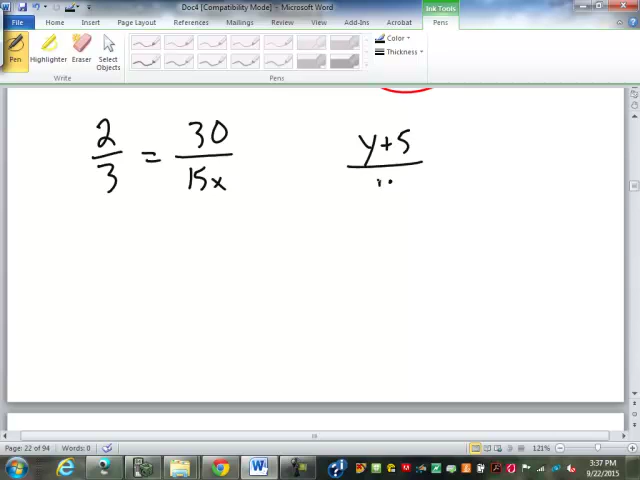 Doc4 [Compatibility Mode] - Microsoft Word
Ink Tools
File Home Insert Page Layout References Mailings Review View Add-Ins Acrobat Pens
Pen Highlighter Eraser Select Objects
Color
Thickness
Write Pens
2/3 = 30/15x
y+5
Page: 22 of 94 Words: 0 121%
3:37 PM
9/22/2015